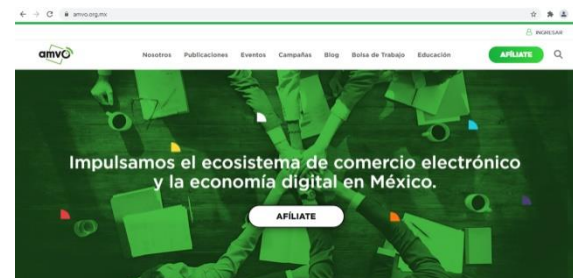 amvo.org.mx
INGRESAR
amvo
Nosotros Publicaciones Eventos Campañas Blog Bolsa de Trabajo Educación AFÍLIATE
Impulsamos el ecosistema de comercio electrónico
y la economía digital en México.
AFÍLIATE